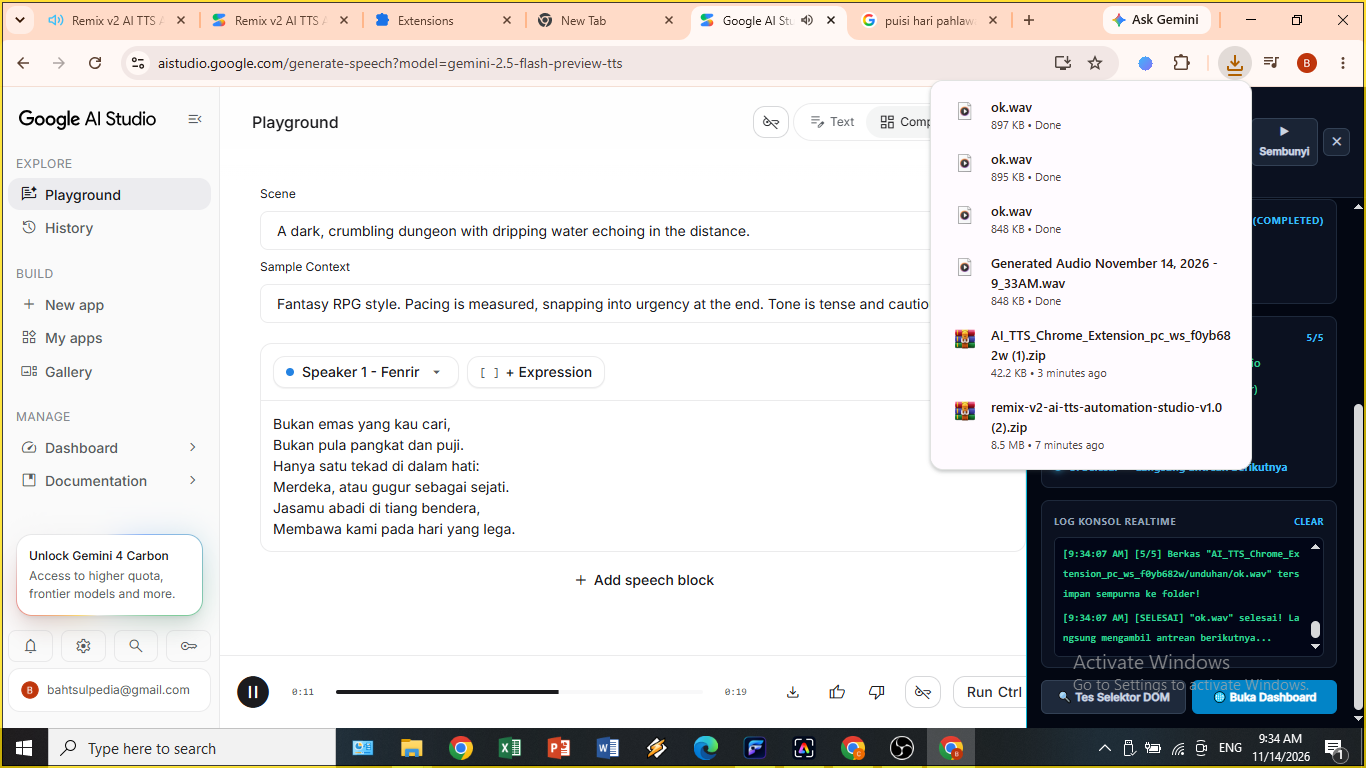 Remix v2 AI TTS A
Remix v2 AI TTS A
Extensions
New Tab
Google AI Stu
puisi hari pahlaw
Ask Gemini
aistudio.google.com/generate-speech?model=gemini-2.5-flash-preview-tts
B
Google AI Studio
EXPLORE
Playground
History
BUILD
New app
My apps
Gallery
MANAGE
Dashboard
Documentation
Unlock Gemini 4 Carbon
Access to higher quota,
frontier models and more.
B
bahtsulpedia@gmail.com
Playground
Text
Comp
Scene
A dark, crumbling dungeon with dripping water echoing in the distance.
Sample Context
Fantasy RPG style. Pacing is measured, snapping into urgency at the end. Tone is tense and cautio
Speaker 1 - Fenrir
[ ] + Expression
Bukan emas yang kau cari,
Bukan pula pangkat dan puji.
Hanya satu tekad di dalam hati:
Merdeka, atau gugur sebagai sejati.
Jasamu abadi di tiang bendera,
Membawa kami pada hari yang lega.
+ Add speech block
0:11
0:19
Run Ctrl
ok.wav
897 KB • Done
ok.wav
895 KB • Done
ok.wav
848 KB • Done
Generated Audio November 14, 2026 -
9_33AM.wav
848 KB • Done
AI_TTS_Chrome_Extension_pc_ws_f0yb68
2w (1).zip
42.2 KB • 3 minutes ago
remix-v2-ai-tts-automation-studio-v1.0
(2).zip
8.5 MB • 7 minutes ago
Sembunyi
(COMPLETED)
5/5
io
r)
berikutnya
LOG KONSOL REALTIME
CLEAR
[9:34:07 AM] [5/5] Berkas "AI_TTS_Chrome_Ex
tension_pc_ws_f0yb682w/unduhan/ok.wav" ters
impan sempurna ke folder!
[9:34:07 AM] [SELESAI] "ok.wav" selesai! La
ngsung mengambil antrean berikutnya...
Activate Windows
Go to Settings to activate Windows.
Tes Selektor DOM
Buka Dashboard
Type here to search
ENG
9:34 AM
11/14/2026
1